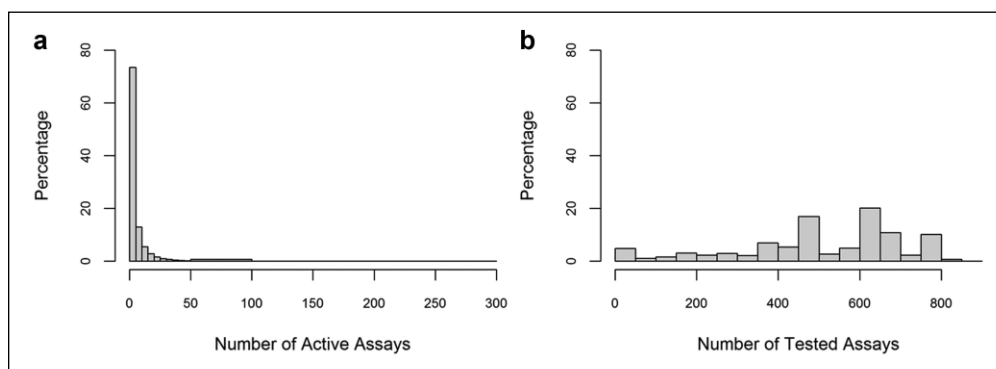 a
80
60
40
20
0
Percentage
0 50 100 150 200 250 300
Number of Active Assays
b
80
60
40
20
0
Percentage
0 200 400 600 800
Number of Tested Assays